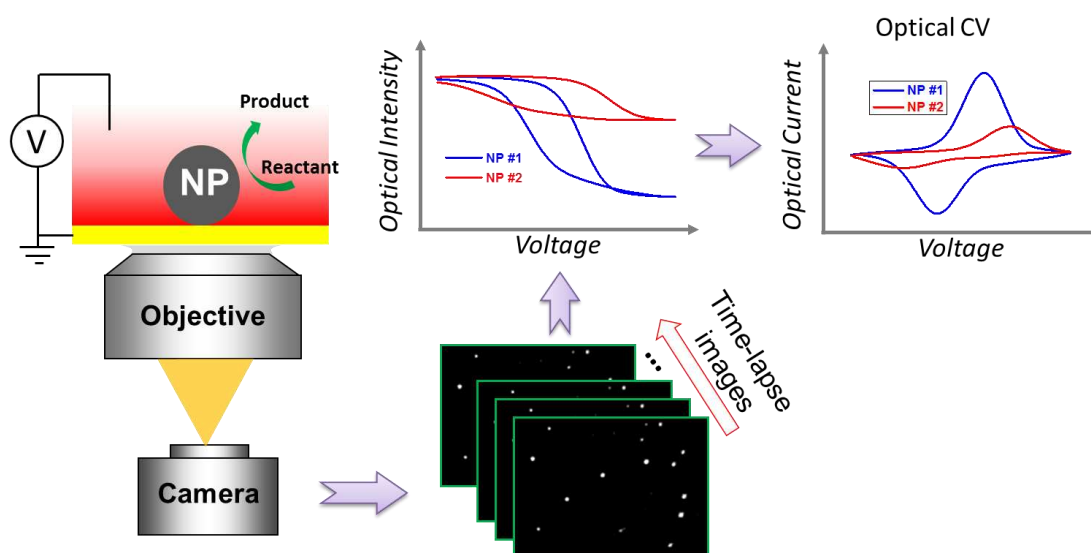 V
Product
NP
Reactant
Objective
Camera
Optical Intensity
NP #1
NP #2
Voltage
Time-lapse
images
...
Optical CV
Optical Current
NP #1
NP #2
Voltage